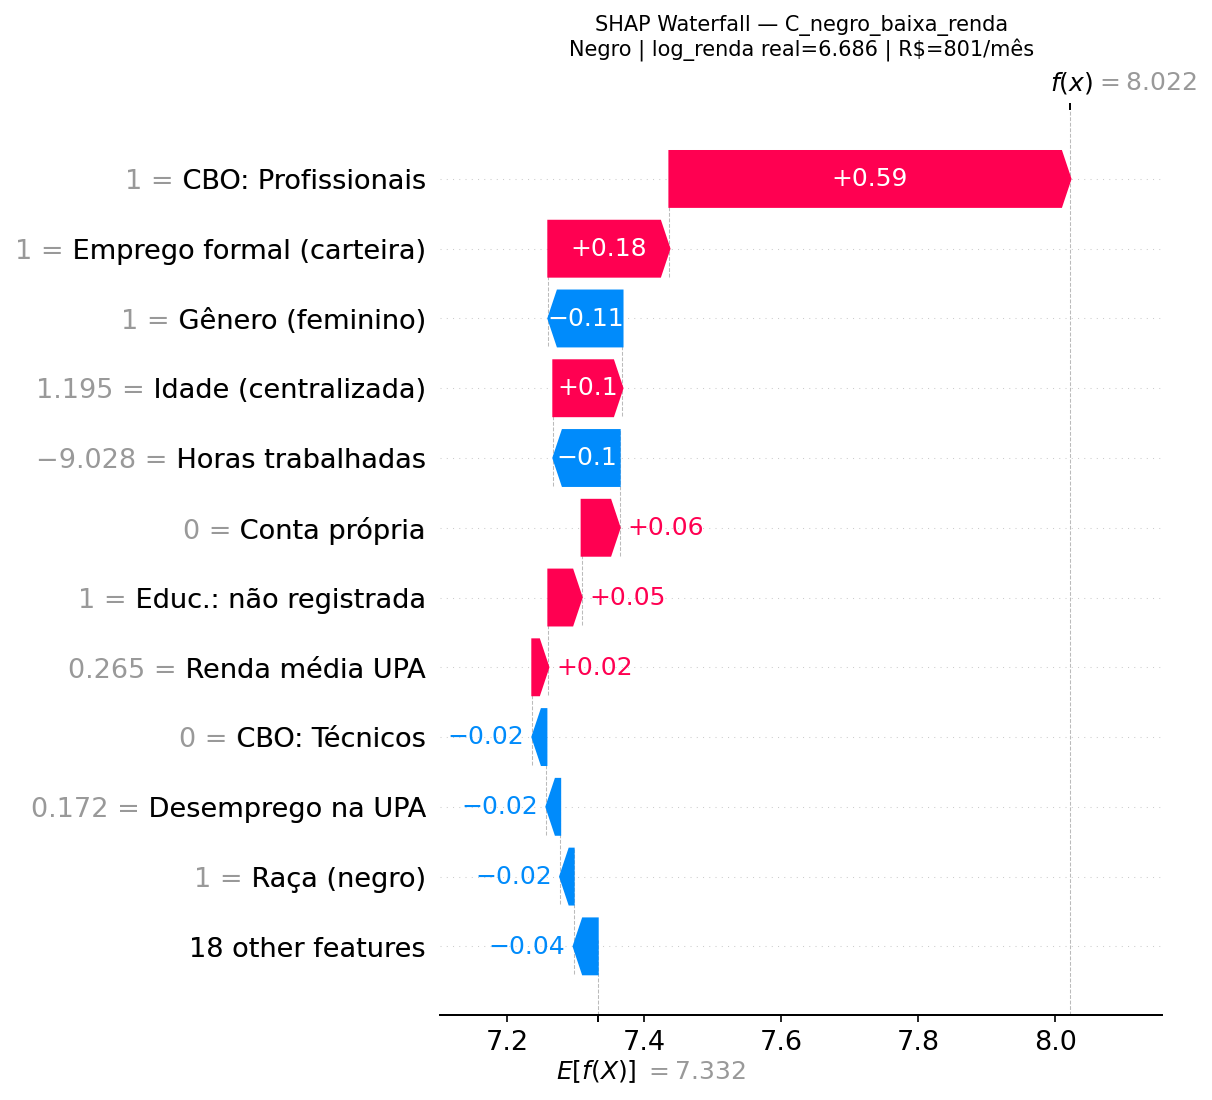 SHAP Waterfall — C_negro_baixa_renda
Negro | log_renda real=6.686 | R$=801/mês
f(x) = 8.022
1 = CBO: Profissionais
+0.59
1 = Emprego formal (carteira)
+0.18
1 = Gênero (feminino)
−0.11
1.195 = Idade (centralizada)
+0.1
−9.028 = Horas trabalhadas
−0.1
0 = Conta própria
+0.06
1 = Educ.: não registrada
+0.05
0.265 = Renda média UPA
+0.02
0 = CBO: Técnicos
−0.02
0.172 = Desemprego na UPA
−0.02
1 = Raça (negro)
−0.02
18 other features
−0.04
7.2 7.4 7.6 7.8 8.0
E[f(X)] = 7.332